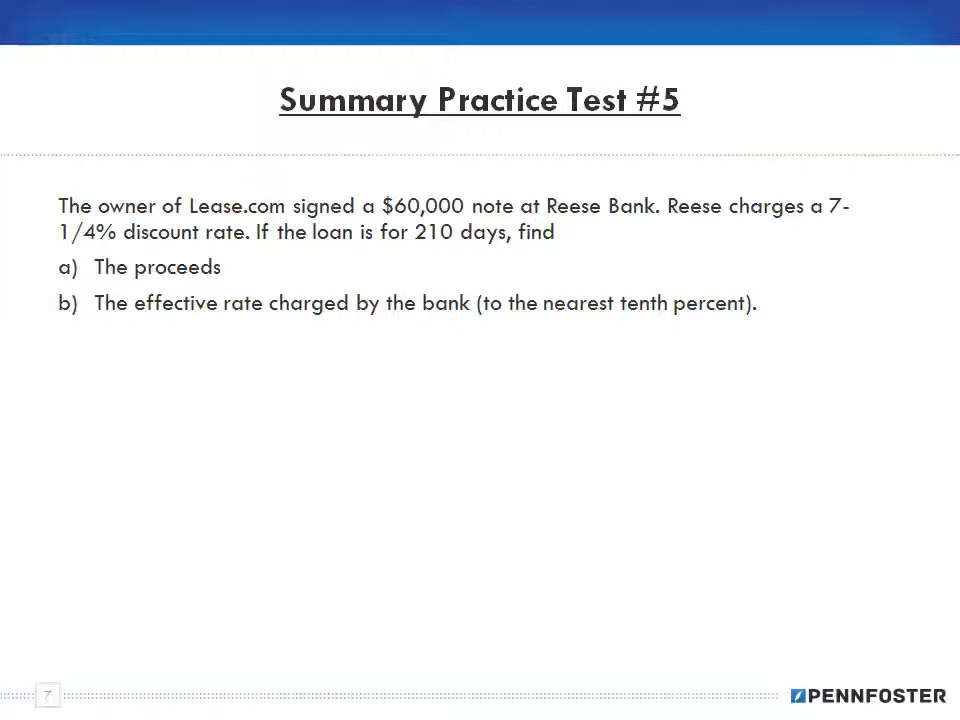 Summary Practice Test #5
The owner of Lease.com signed a $60,000 note at Reese Bank. Reese charges a 7-
1/4% discount rate. If the loan is for 210 days, find
a) The proceeds
b) The effective rate charged by the bank (to the nearest tenth percent).
7
PENNFOSTER